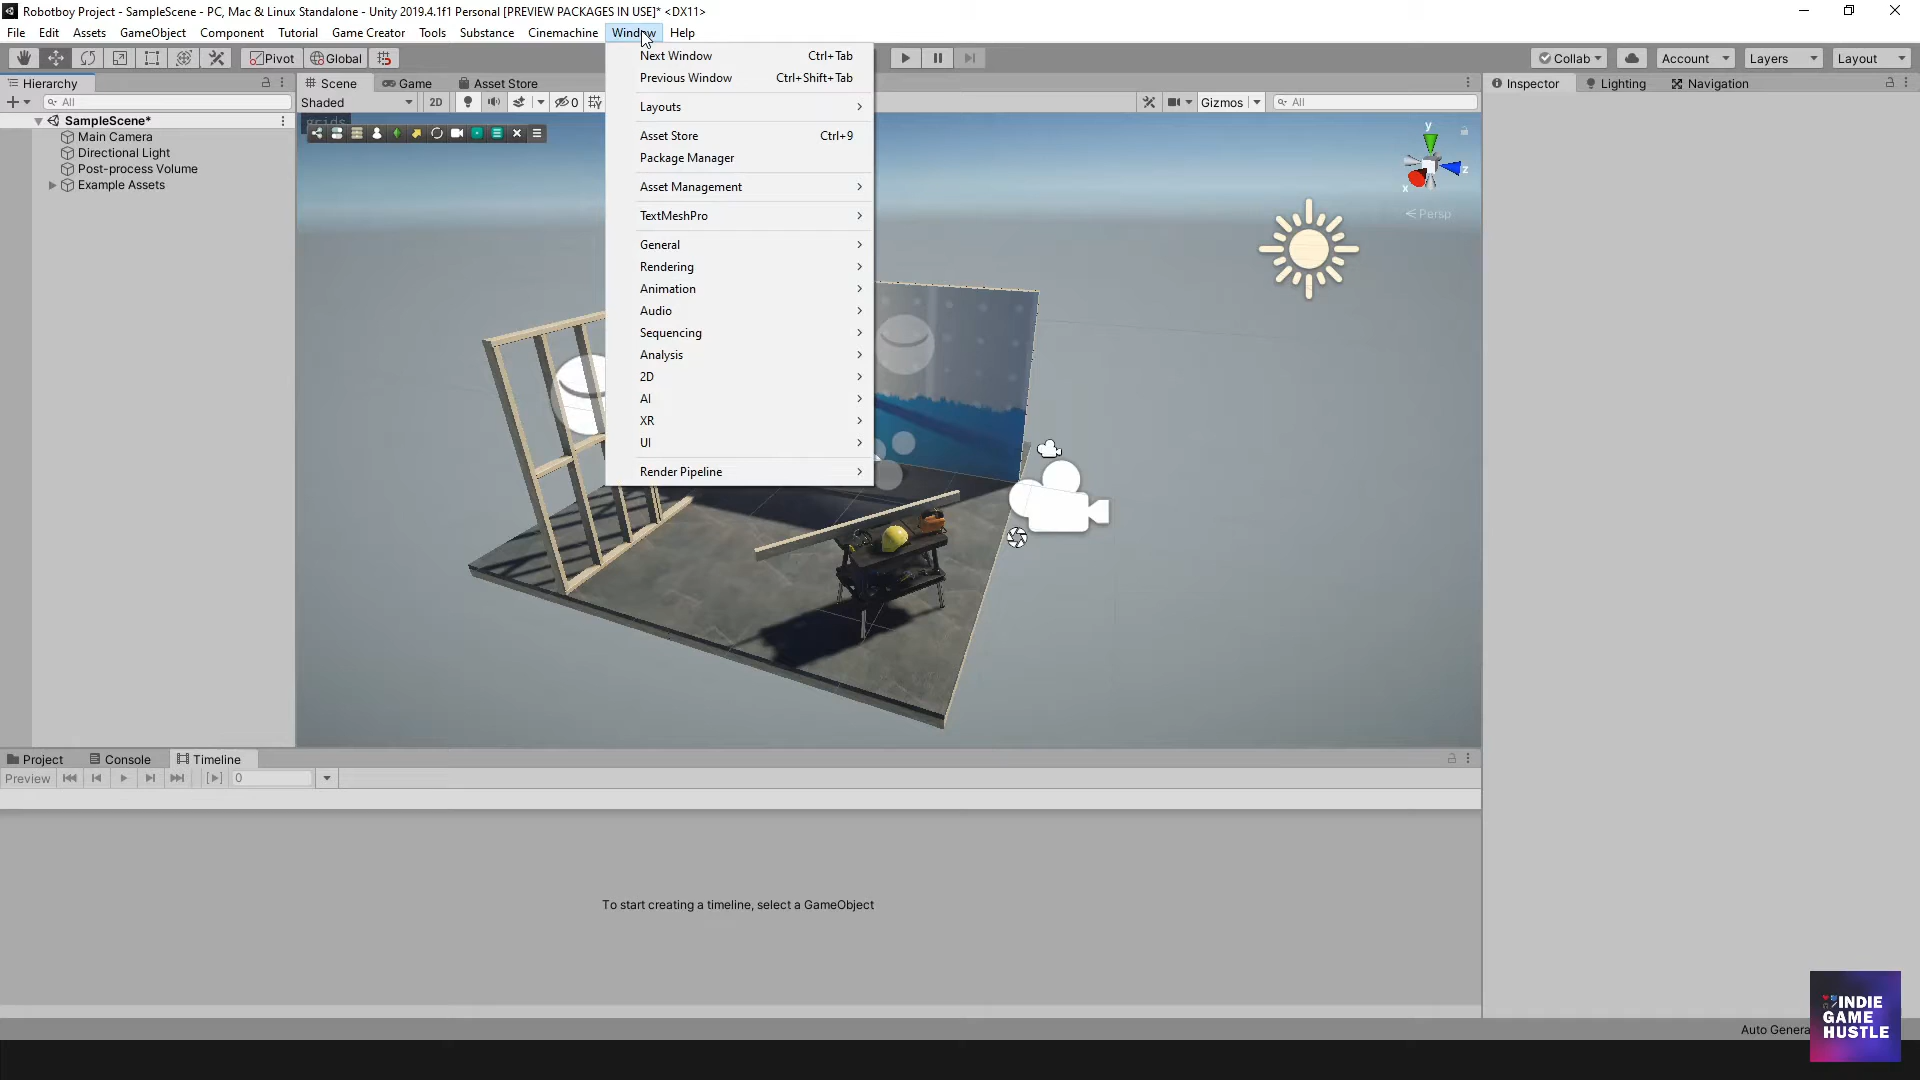 Robotboy Project - SampleScene - PC, Mac & Linux Standalone - Unity 2019.4.1f1 Personal [PREVIEW PACKAGES IN USE]* <DX11>
File Edit Assets GameObject Component Tutorial Game Creator Tools Substance Cinemachine Window Help
Pivot Global Collab Account Layers Layout
Hierarchy
All
SampleScene*
Main Camera
Directional Light
Post-process Volume
Example Assets
Scene Game Asset Store
Shaded 2D 0 Gizmos All
grids
Next Window Ctrl+Tab
Previous Window Ctrl+Shift+Tab
Layouts
Asset Store Ctrl+9
Package Manager
Asset Management
TextMeshPro
General
Rendering
Animation
Audio
Sequencing
Analysis
2D
AI
XR
UI
Render Pipeline
y
z
x
Persp
Inspector Lighting Navigation
Project Console Timeline
Preview 0
To start creating a timeline, select a GameObject
Auto Genera
INDIE
GAME
HUSTLE